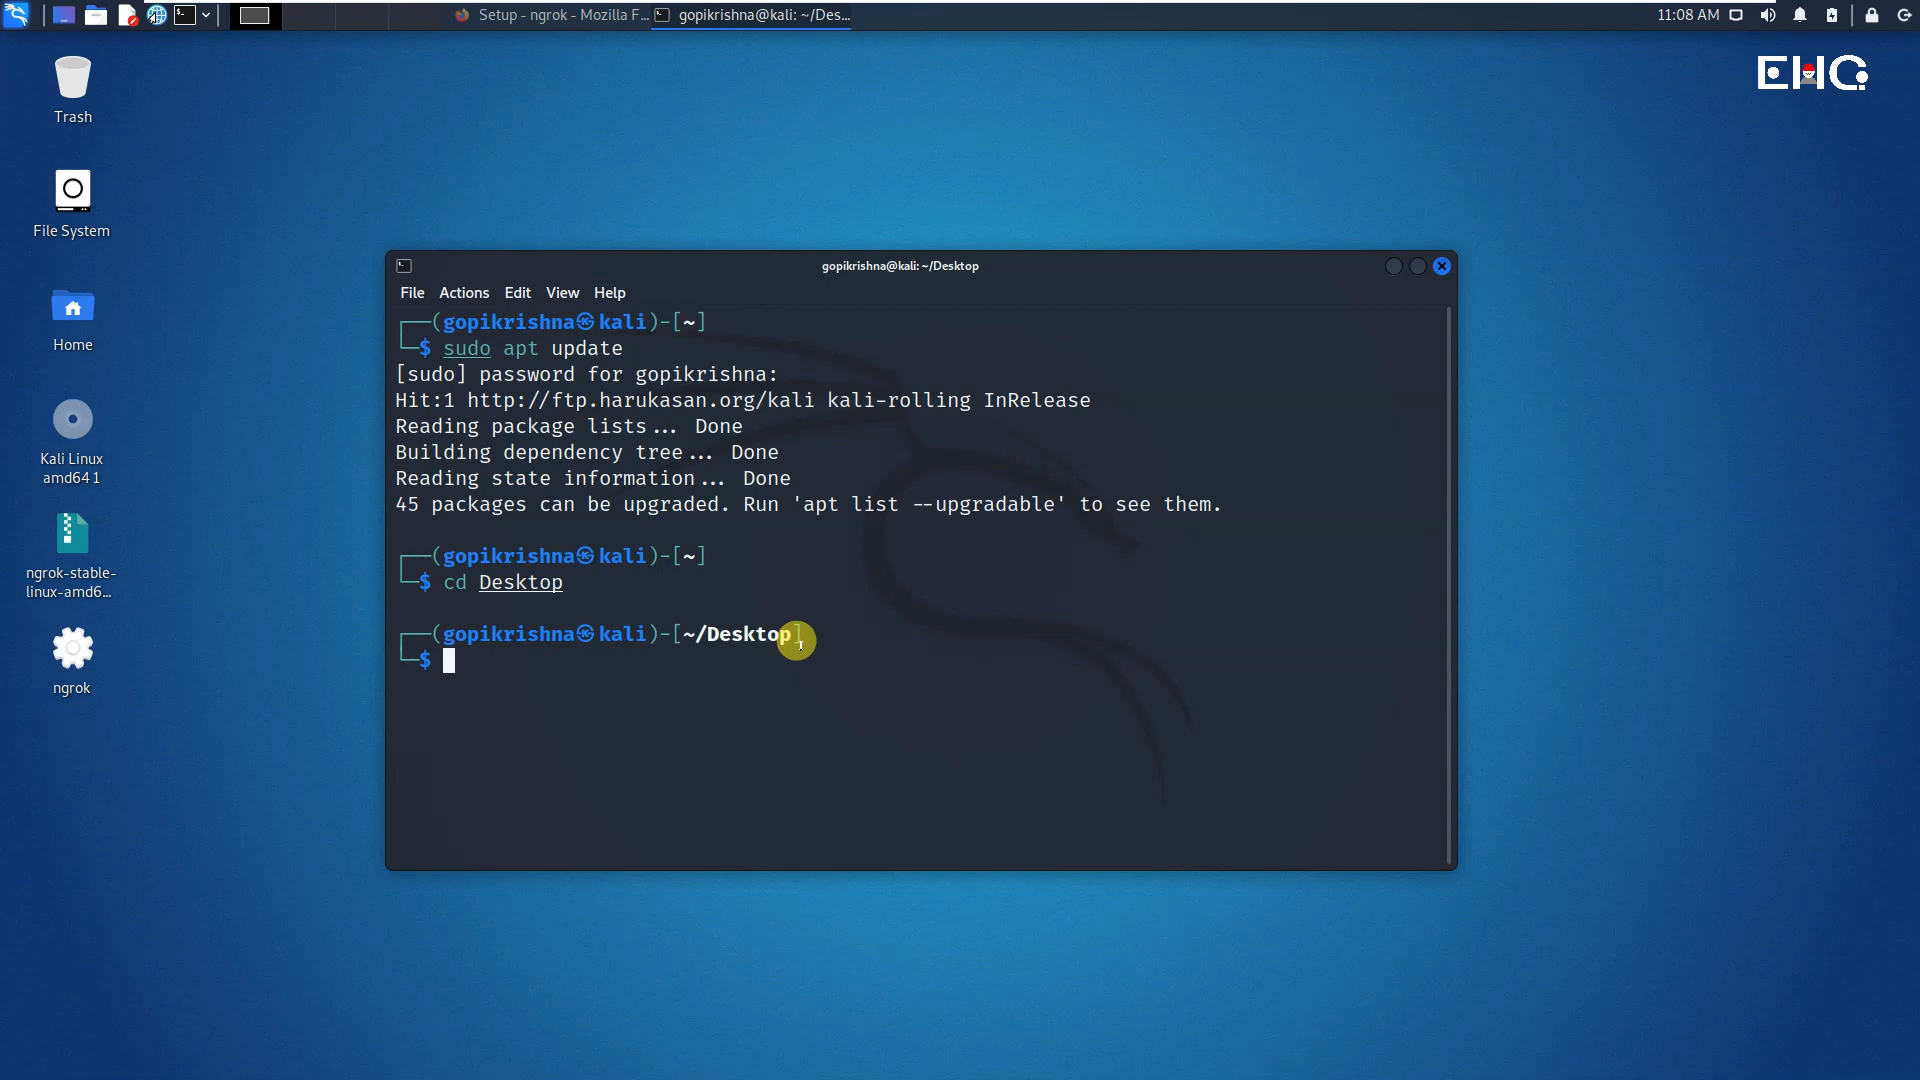 Setup - ngrok - Mozilla F...
gopikrishna@kali: ~/Des...
11:08 AM
EHG
Trash
File System
Home
Kali Linux
amd64 1
ngrok-stable-
linux-amd6...
ngrok
gopikrishna@kali: ~/Desktop
File Actions Edit View Help
┌──(gopikrishna㉿kali)-[~]
└─$ sudo apt update
[sudo] password for gopikrishna:
Hit:1 http://ftp.harukasan.org/kali kali-rolling InRelease
Reading package lists... Done
Building dependency tree... Done
Reading state information... Done
45 packages can be upgraded. Run 'apt list --upgradable' to see them.
┌──(gopikrishna㉿kali)-[~]
└─$ cd Desktop
┌──(gopikrishna㉿kali)-[~/Desktop]
└─$